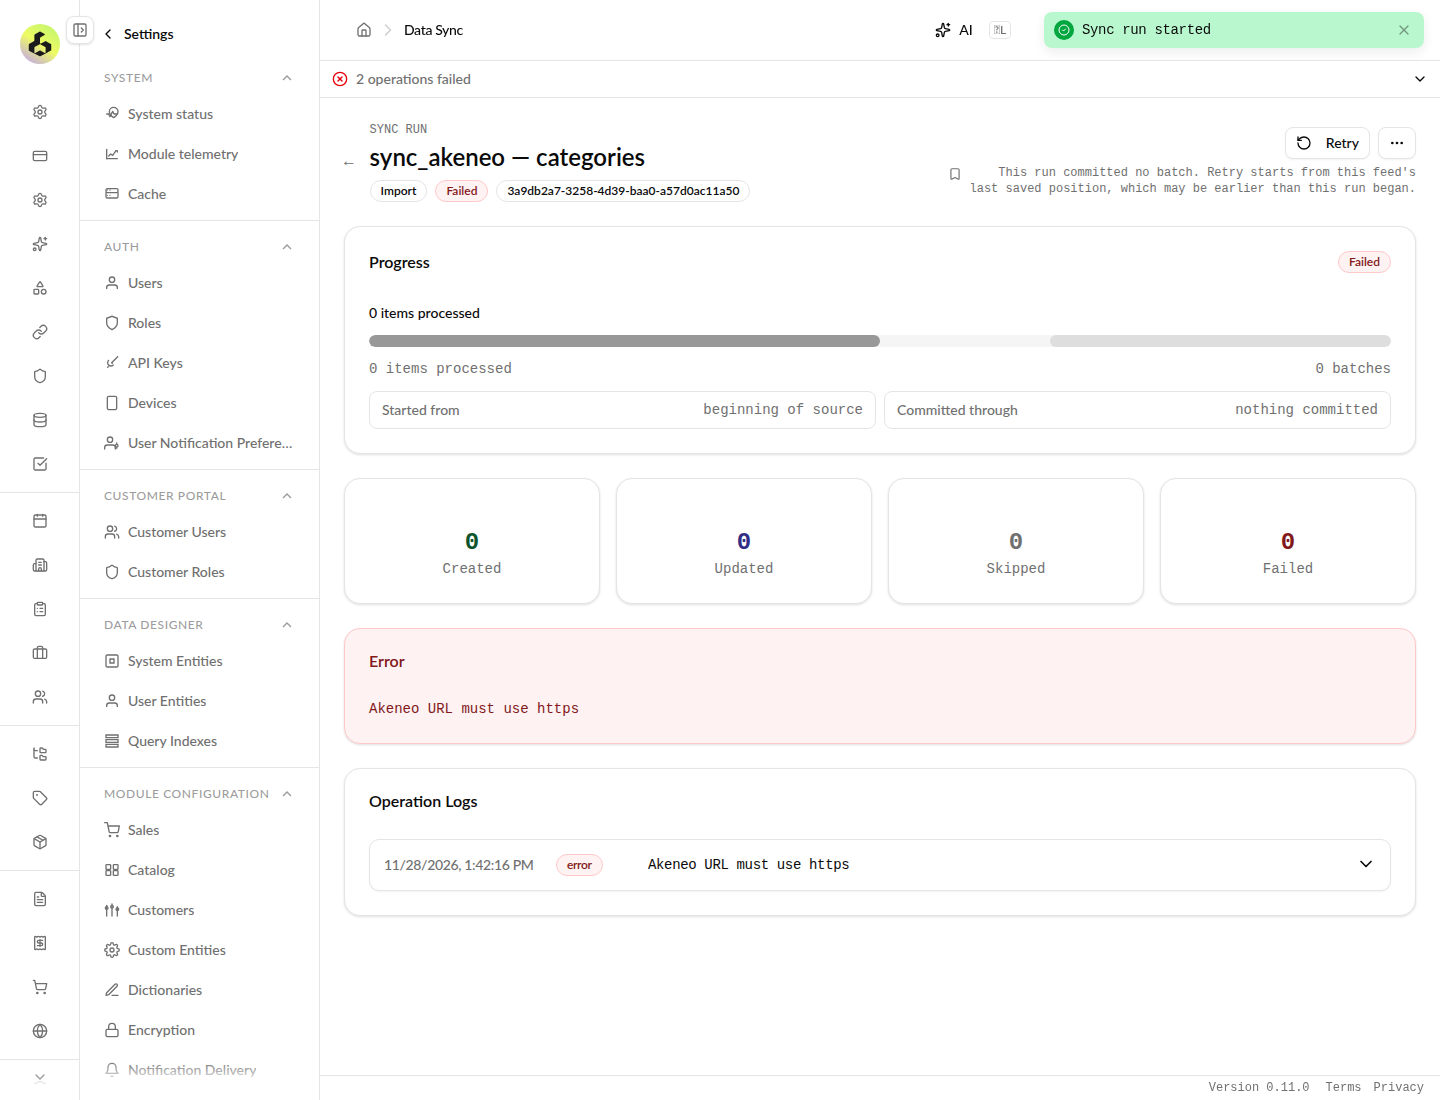 Settings
SYSTEM
System status
Module telemetry
Cache
AUTH
Users
Roles
API Keys
Devices
User Notification Prefere...
CUSTOMER PORTAL
Customer Users
Customer Roles
DATA DESIGNER
System Entities
User Entities
Query Indexes
MODULE CONFIGURATION
Sales
Catalog
Customers
Custom Entities
Dictionaries
Encryption
Notification Delivery
Data Sync
AI
Sync run started
2 operations failed
SYNC RUN
← sync_akeneo — categories
Import Failed 3a9db2a7-3258-4d39-baa0-a57d0ac11a50
Retry
This run committed no batch. Retry starts from this feed's
last saved position, which may be earlier than this run began.
Progress Failed
0 items processed
0 items processed 0 batches
Started from beginning of source Committed through nothing committed
0 0 0 0
Created Updated Skipped Failed
Error
Akeneo URL must use https
Operation Logs
11/28/2026, 1:42:16 PM error Akeneo URL must use https
Version 0.11.0 Terms Privacy